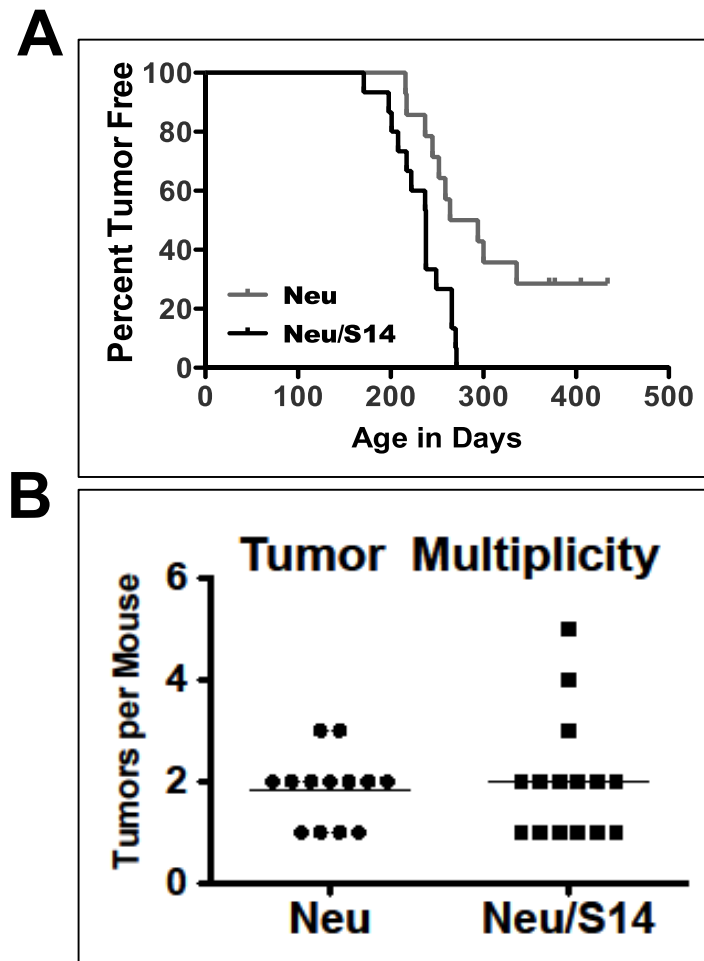 A
Percent Tumor Free
100
80
60
40
20
0
Neu
Neu/S14
0 100 200 300 400 500
Age in Days
B
Tumor Multiplicity
Tumors per Mouse
6
4
2
0
Neu Neu/S14